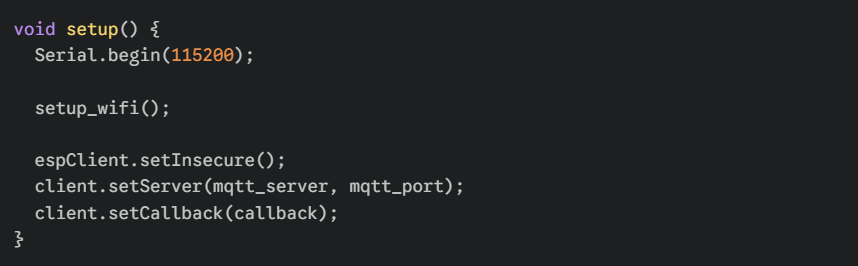 void setup() {
  Serial.begin(115200);

  setup_wifi();

  espClient.setInsecure();
  client.setServer(mqtt_server, mqtt_port);
  client.setCallback(callback);
}